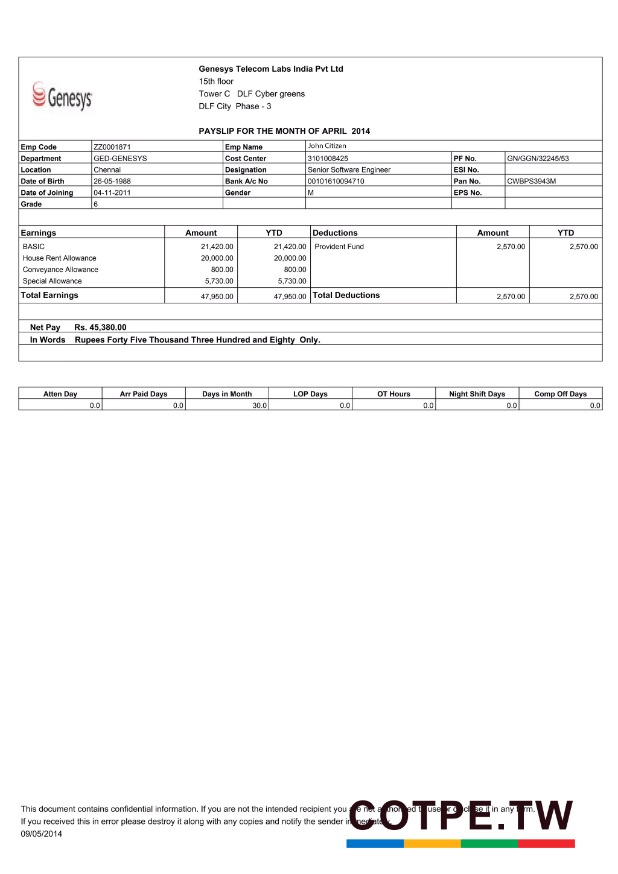 Genesys Telecom Labs India Pvt Ltd
15th floor
Tower C DLF Cyber greens
DLF City Phase - 3
Genesys
PAYSLIP FOR THE MONTH OF APRIL 2014
Emp Code ZZ0001871 Emp Name John Citizen
Department GED-GENESYS Cost Center 3101008425 PF No. GN/GGN/32246/53
Location Chennai Designation Senior Software Engineer ESI No.
Date of Birth 26-05-1988 Bank A/c No 00101610094710 Pan No. CWBPS3943M
Date of Joining 04-11-2011 Gender M EPS No.
Grade 6
Earnings Amount YTD Deductions Amount YTD
BASIC 21,420.00 21,420.00 Provident Fund 2,570.00 2,570.00
House Rent Allowance 20,000.00 20,000.00
Conveyance Allowance 800.00 800.00
Special Allowance 5,730.00 5,730.00
Total Earnings 47,950.00 47,950.00 Total Deductions 2,570.00 2,570.00
Net Pay Rs. 45,380.00
In Words Rupees Forty Five Thousand Three Hundred and Eighty Only.
Atten Day Arr Paid Days Days in Month LOP Days OT Hours Night Shift Days Comp Off Days
0.0 0.0 30.0 0.0 0.0 0.0 0.0
This document contains confidential information. If you are not the intended recipient you are not authorized to use or disclose it in any form.
If you received this in error please destroy it along with any copies and notify the sender immediately.
09/05/2014
COTPE.TW